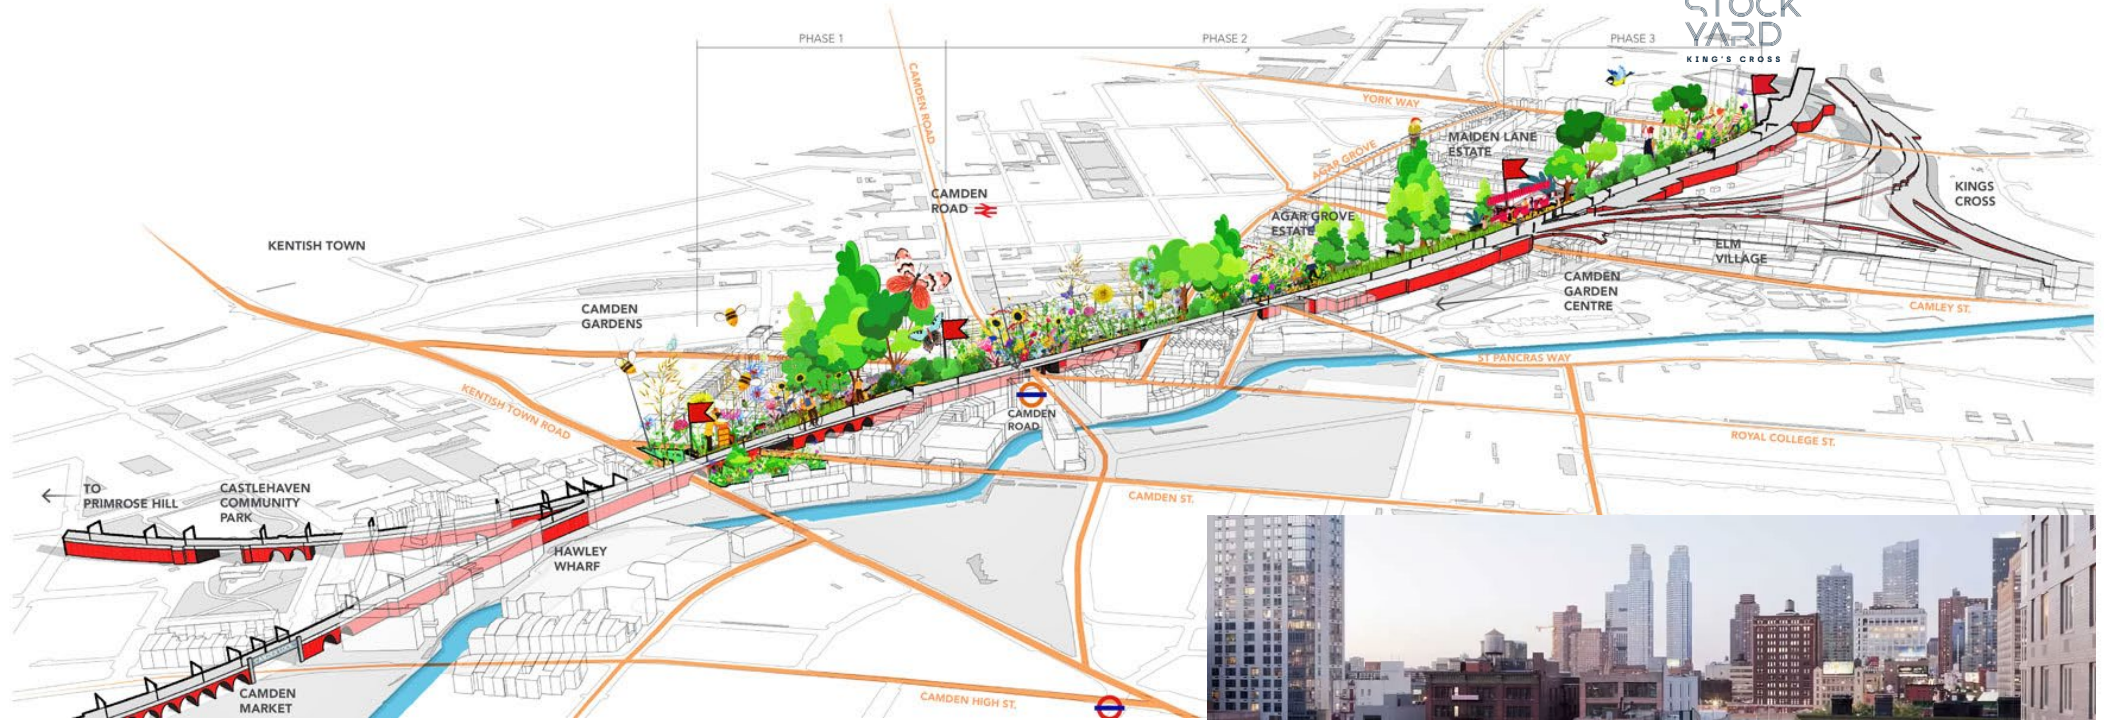 STOCK
YARD
KING'S CROSS
PHASE 1
PHASE 2
PHASE 3
CAMDEN ROAD
YORK WAY
MAIDEN LANE
ESTATE
AGAR GROVE
CAMDEN
ROAD
KINGS
CROSS
AGAR GROVE
ESTATE
KENTISH TOWN
ELM
VILLAGE
CAMDEN
GARDEN
CENTRE
CAMDEN
GARDENS
CAMLEY ST.
ST PANCRAS WAY
KENTISH TOWN ROAD
CAMDEN
ROAD
ROYAL COLLEGE ST.
TO
PRIMROSE HILL
CASTLEHAVEN
COMMUNITY
PARK
CAMDEN ST.
HAWLEY
WHARF
CAMDEN
MARKET
CAMDEN HIGH ST.